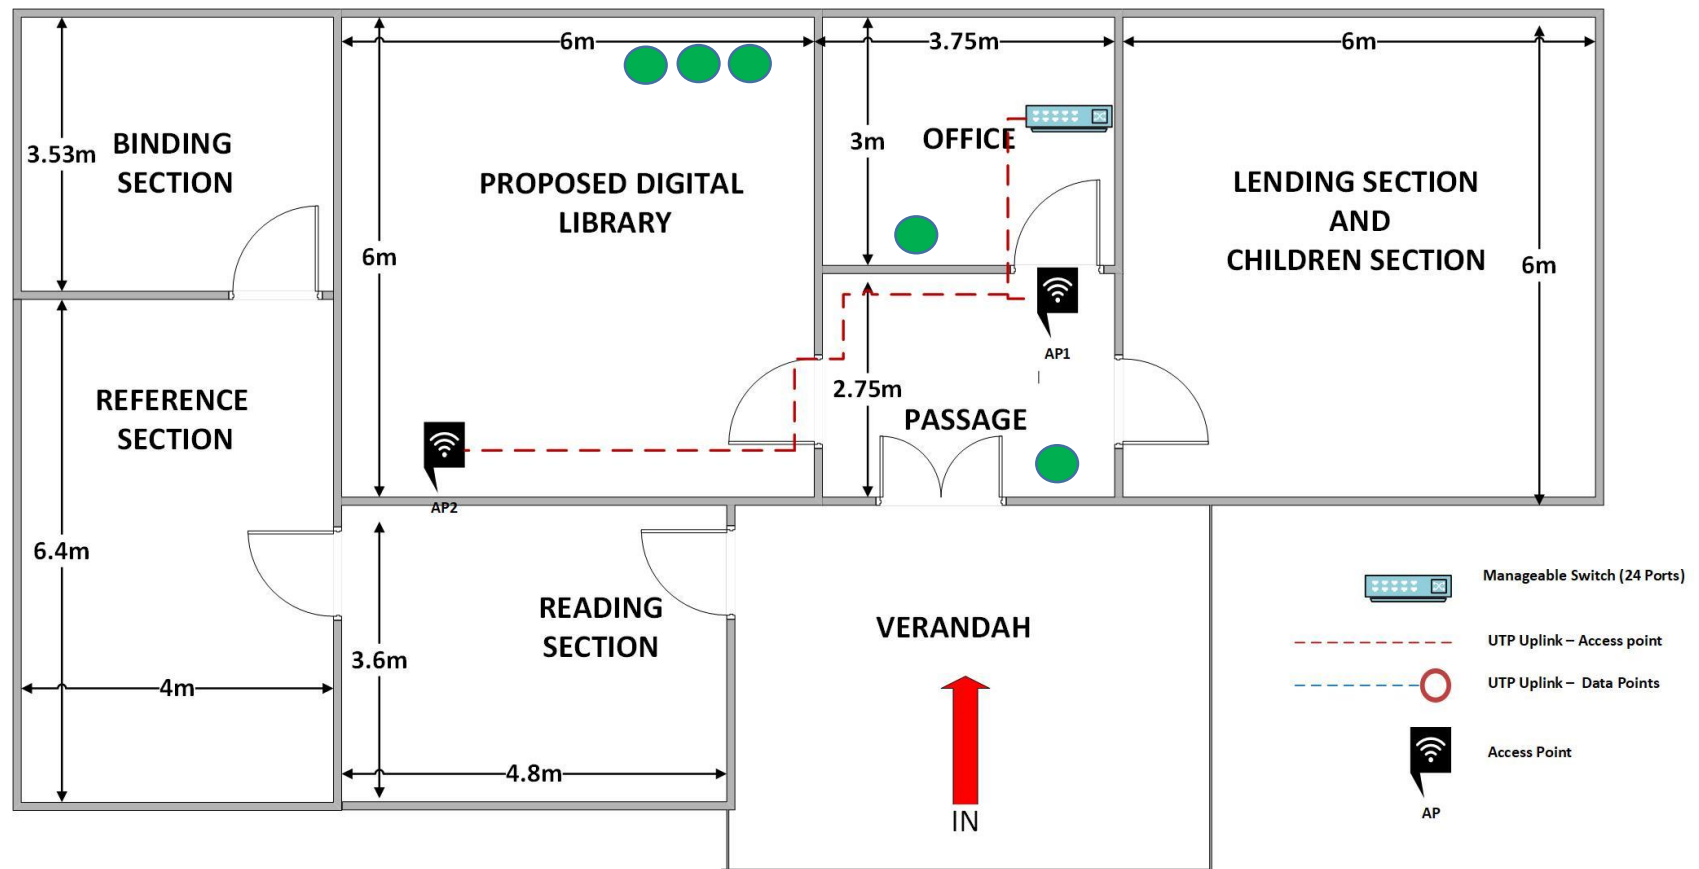 6m
3.75m
6m
BINDING
SECTION
3.53m
OFFICE
3m
PROPOSED DIGITAL
LIBRARY
LENDING SECTION
AND
CHILDREN SECTION
6m
6m
AP1
2.75m
PASSAGE
REFERENCE
SECTION
AP2
6.4m
READING
SECTION
3.6m
4m
4.8m
VERANDAH
IN
Manageable Switch (24 Ports)
UTP Uplink – Access point
UTP Uplink – Data Points
Access Point
AP